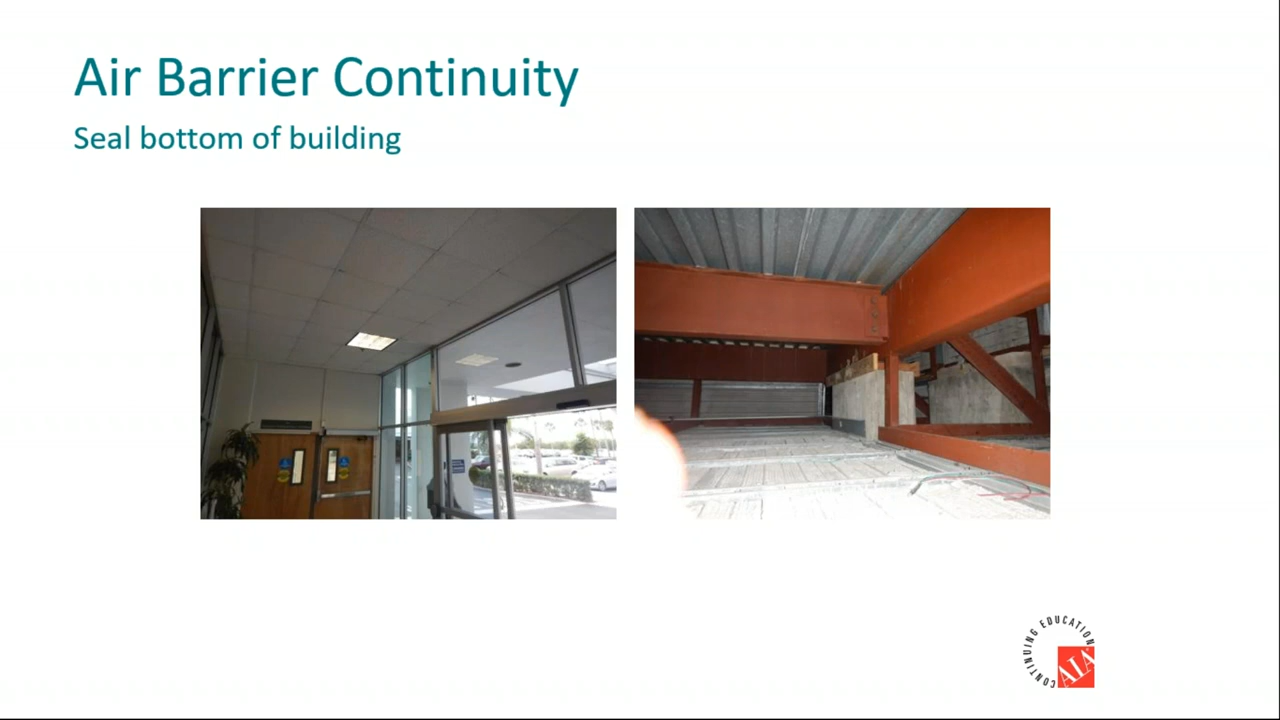 Air Barrier Continuity
Seal bottom of building
CONTINUING EDUCATION
AIA